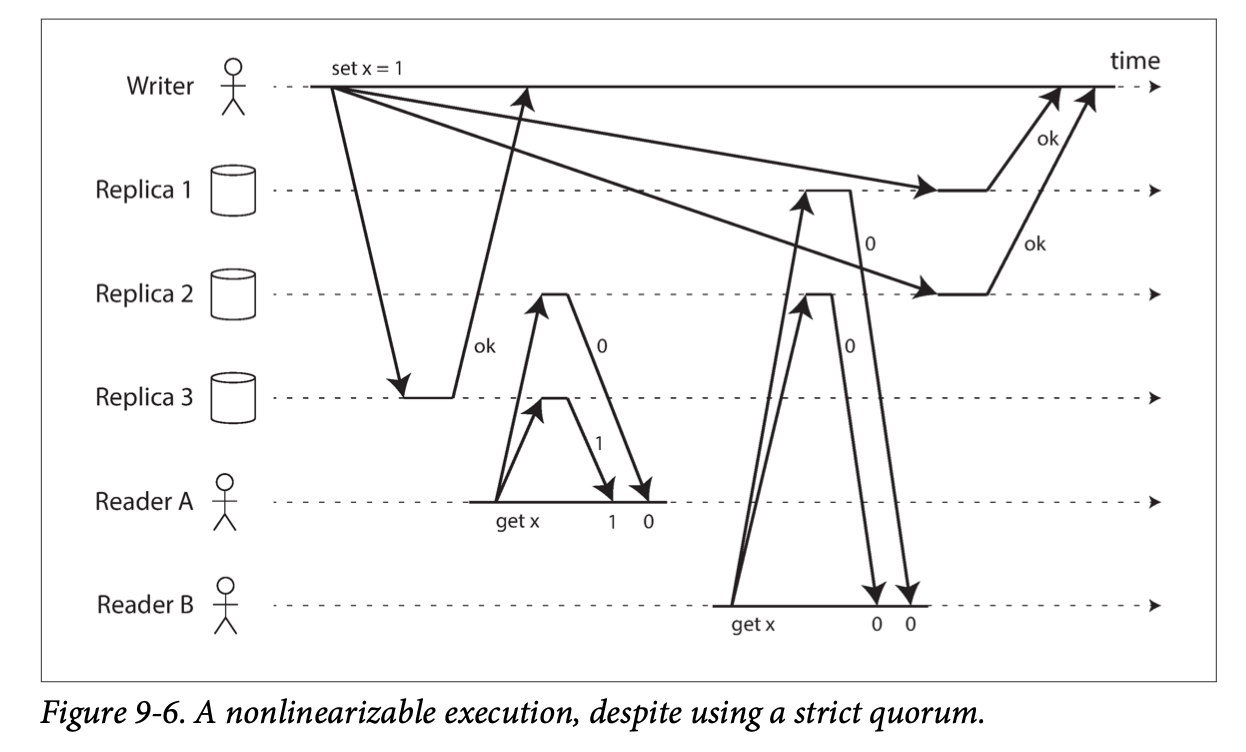 set x = 1
time
Writer
ok
Replica 1
0
ok
Replica 2
ok
0
0
Replica 3
1
Reader A
get x
1
0
Reader B
get x
0
0
Figure 9-6. A nonlinearizable execution, despite using a strict quorum.